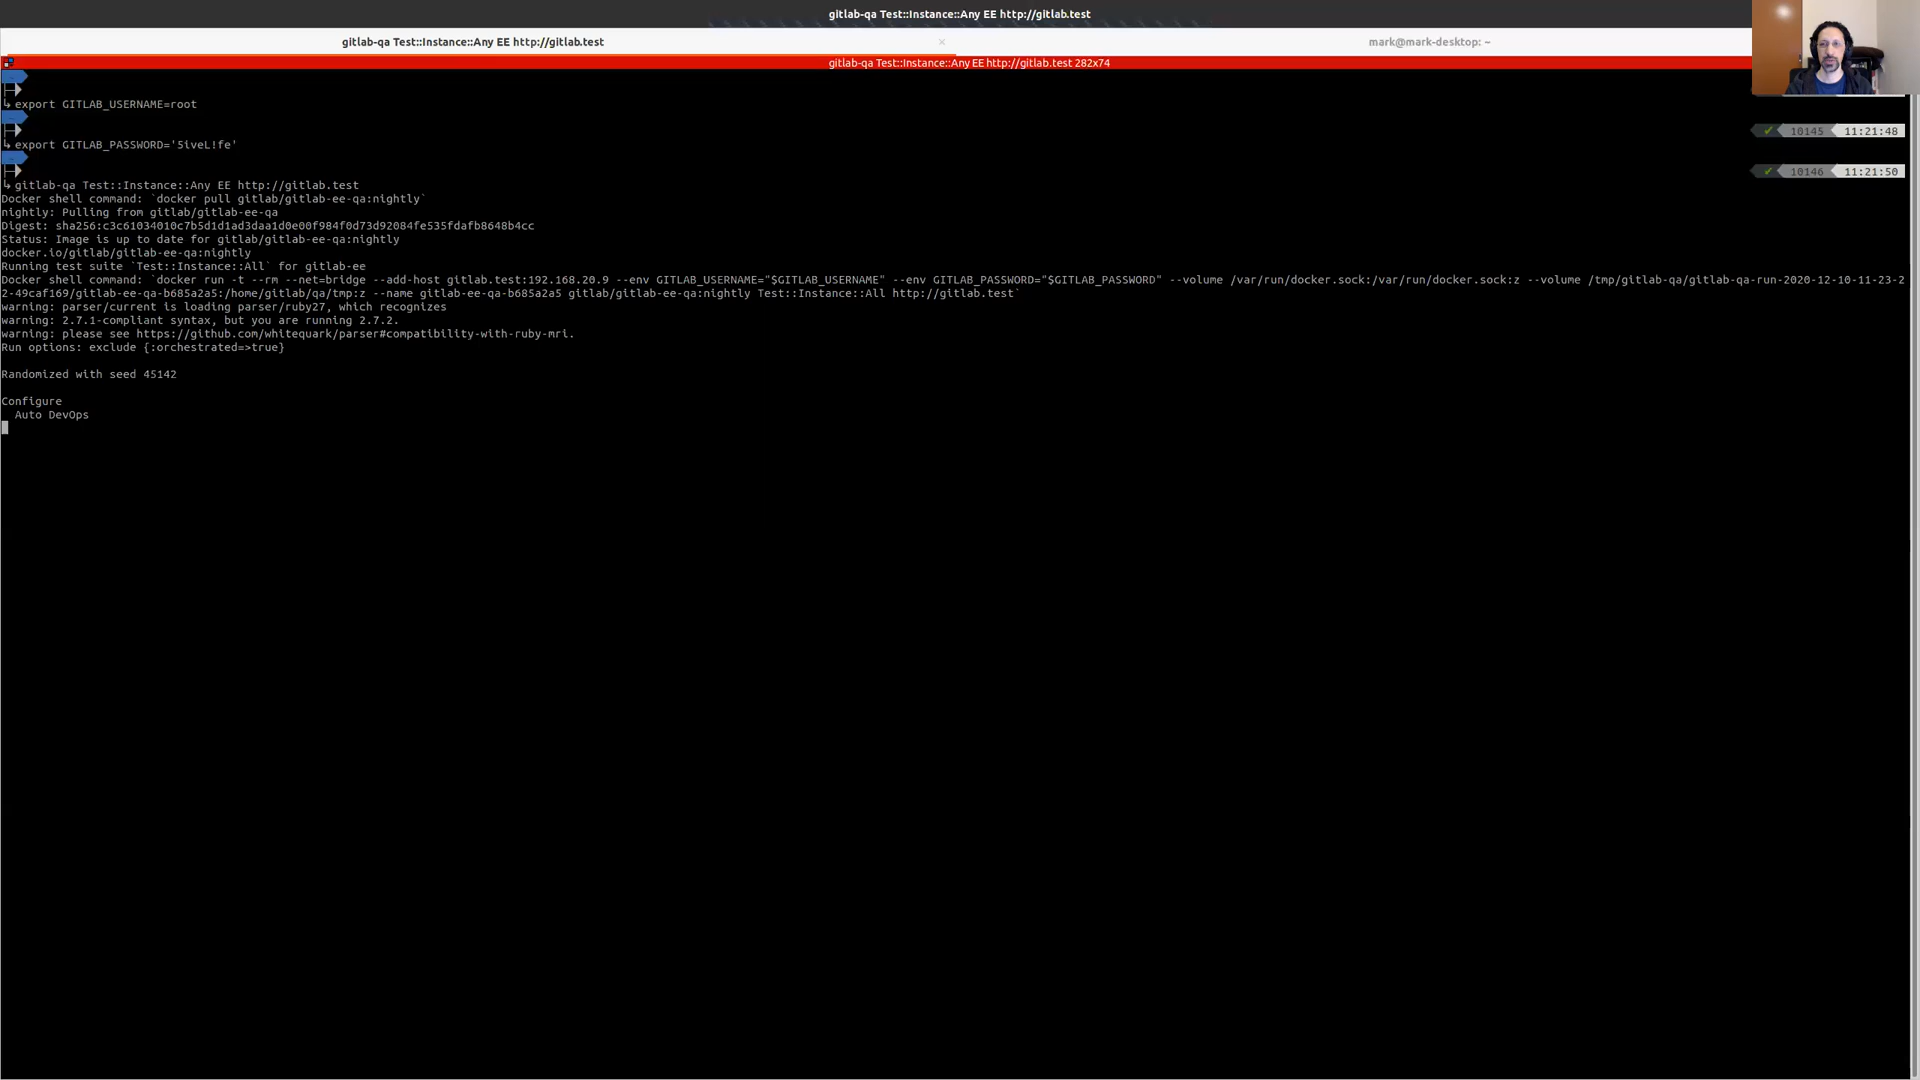 gitlab-qa Test::Instance::Any EE http://gitlab.test
gitlab-qa Test::Instance::Any EE http://gitlab.test × mark@mark-desktop: ~
gitlab-qa Test::Instance::Any EE http://gitlab.test 282x74
↳ export GITLAB_USERNAME=root
✔ 10145 11:21:48
↳ export GITLAB_PASSWORD='5iveL!fe'
✔ 10146 11:21:50
↳ gitlab-qa Test::Instance::Any EE http://gitlab.test
Docker shell command: `docker pull gitlab/gitlab-ee-qa:nightly`
nightly: Pulling from gitlab/gitlab-ee-qa
Digest: sha256:c3c61034010c7b5d1d1ad3daa1d0e00f984f0d73d92084fe535fdafb8648b4cc
Status: Image is up to date for gitlab/gitlab-ee-qa:nightly
docker.io/gitlab/gitlab-ee-qa:nightly
Running test suite `Test::Instance::All` for gitlab-ee
Docker shell command: `docker run -t --rm --net=bridge --add-host gitlab.test:192.168.20.9 --env GITLAB_USERNAME="$GITLAB_USERNAME" --env GITLAB_PASSWORD="$GITLAB_PASSWORD" --volume /var/run/docker.sock:/var/run/docker.sock:z --volume /tmp/gitlab-qa/gitlab-qa-run-2020-12-10-11-23-2
2-49caf169/gitlab-ee-qa-b685a2a5:/home/gitlab/qa/tmp:z --name gitlab-ee-qa-b685a2a5 gitlab/gitlab-ee-qa:nightly Test::Instance::All http://gitlab.test`
warning: parser/current is loading parser/ruby27, which recognizes
warning: 2.7.1-compliant syntax, but you are running 2.7.2.
warning: please see https://github.com/whitequark/parser#compatibility-with-ruby-mri.
Run options: exclude {:orchestrated=>true}
Randomized with seed 45142
Configure
Auto DevOps